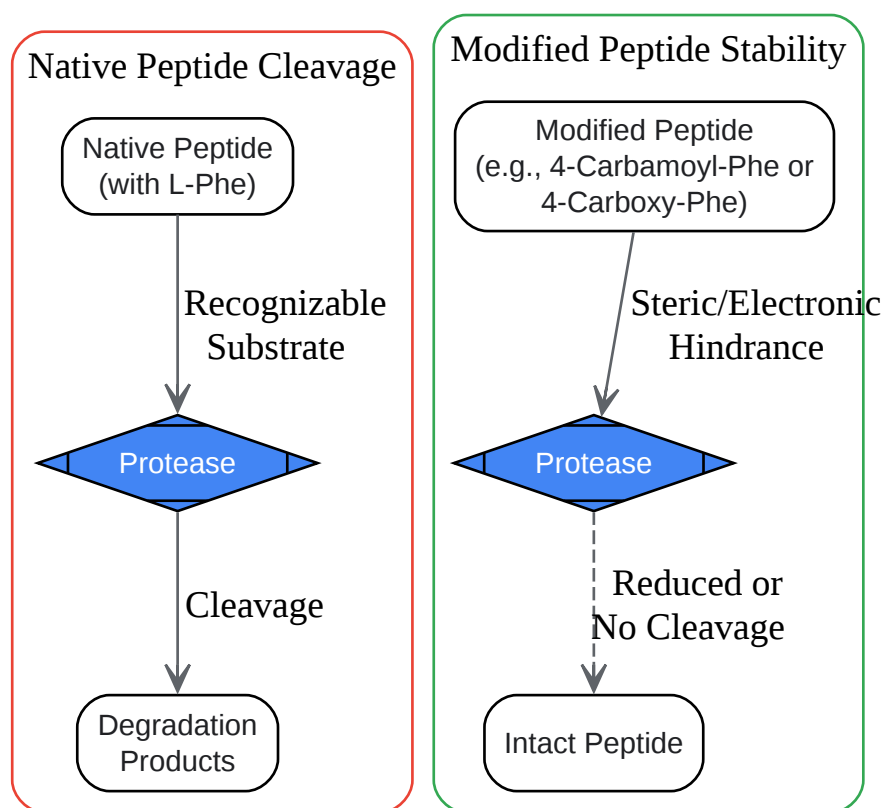 Native Peptide Cleavage
Native Peptide
(with L-Phe)
Recognizable
Substrate
Protease
Cleavage
Degradation
Products
Modified Peptide Stability
Modified Peptide
(e.g., 4-Carbamoyl-Phe or
4-Carboxy-Phe)
Steric/Electronic
Hindrance
Protease
Reduced or
No Cleavage
Intact Peptide